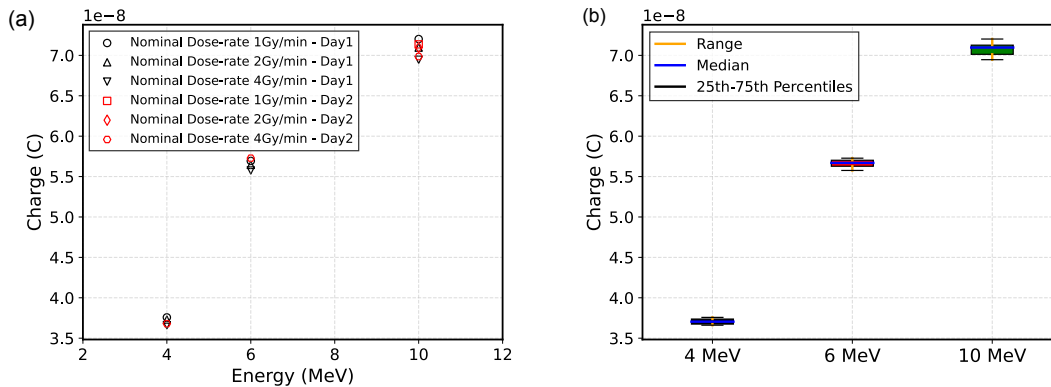 (a)
1e−8
7.0
6.5
6.0
5.5
5.0
4.5
4.0
3.5
Charge (C)
Nominal Dose-rate 1Gy/min - Day1
Nominal Dose-rate 2Gy/min - Day1
Nominal Dose-rate 4Gy/min - Day1
Nominal Dose-rate 1Gy/min - Day2
Nominal Dose-rate 2Gy/min - Day2
Nominal Dose-rate 4Gy/min - Day2
2 4 6 8 10 12
Energy (MeV)
(b)
1e−8
7.0
6.5
6.0
5.5
5.0
4.5
4.0
3.5
Charge (C)
Range
Median
25th-75th Percentiles
4 MeV 6 MeV 10 MeV